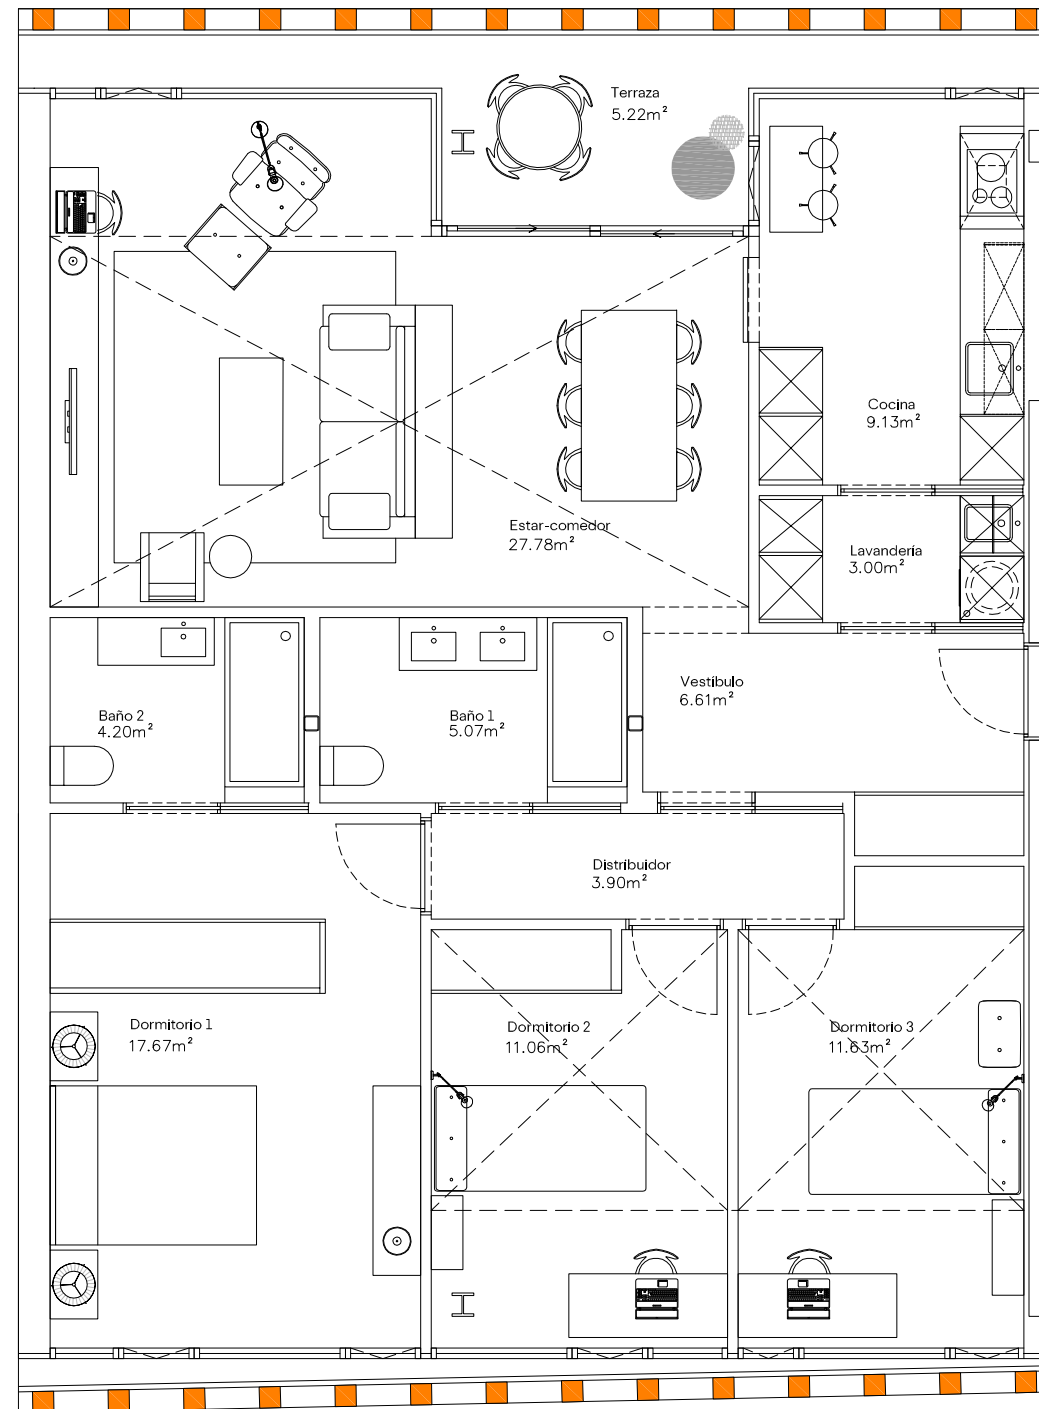 Terraza
5.22m²
Cocina
9.13m²
Estar-comedor
27.78m²
Lavandería
3.00m²
Vestíbulo
6.61m²
Baño 2
4.20m²
Baño 1
5.07m²
Distribuidor
3.90m²
Dormitorio 1
17.67m²
Dormitorio 2
11.06m²
Dormitorio 3
11.63m²